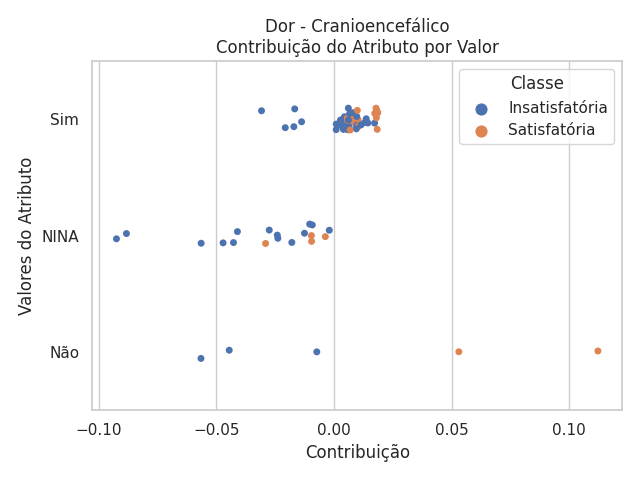 Dor - Cranioencefálico
Contribuição do Atributo por Valor
Classe
Insatisfatória
Satisfatória
Valores do Atributo
Sim
NINA
Não
−0.10
−0.05
0.00
0.05
0.10
Contribuição